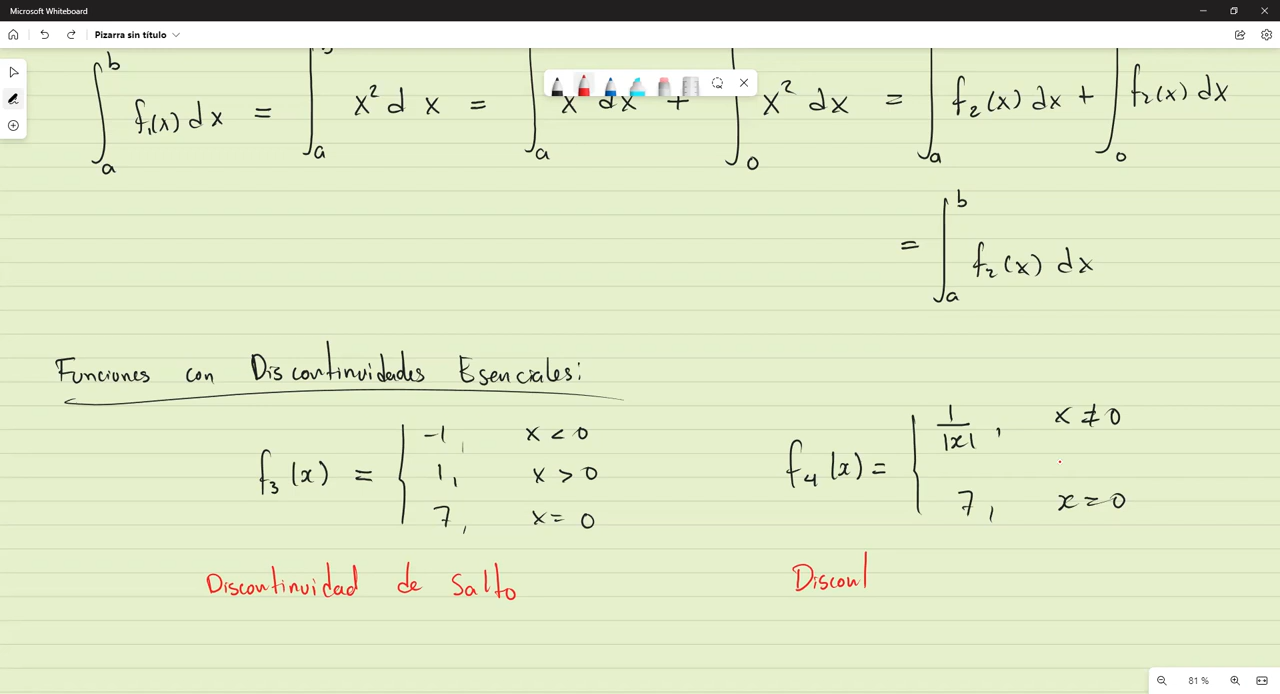 Microsoft Whiteboard
Pizarra sin título
∫_a^b f₁(x) dx = ∫_a x² d x = ∫_a x² dx + ∫_0 x² dx = ∫_a f₂(x) dx + ∫_0 f₂(x) dx
= ∫_a^b f₂(x) dx
Funciones con Discontinuidades Esenciales:
f₃(x) = { -1, x < 0
1, x > 0
7, x = 0
f₄(x) = { 1/|x|, x ≠ 0
7, x = 0
Discontinuidad de Salto
Discont
81 %